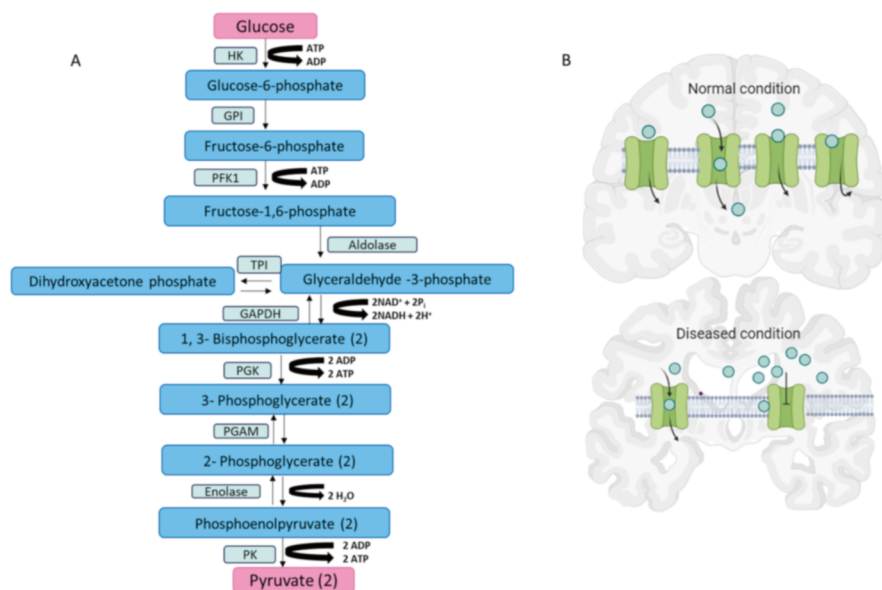 A
Glucose
HK
ATP
ADP
Glucose-6-phosphate
GPI
Fructose-6-phosphate
PFK1
ATP
ADP
Fructose-1,6-phosphate
Aldolase
TPI
Dihydroxyacetone phosphate
Glyceraldehyde -3-phosphate
GAPDH
2NAD⁺ + 2Pᵢ
2NADH + 2H⁺
1, 3- Bisphosphoglycerate (2)
PGK
2 ADP
2 ATP
3- Phosphoglycerate (2)
PGAM
2- Phosphoglycerate (2)
Enolase
2 H₂O
Phosphoenolpyruvate (2)
PK
2 ADP
2 ATP
Pyruvate (2)
B
Normal condition
Diseased condition